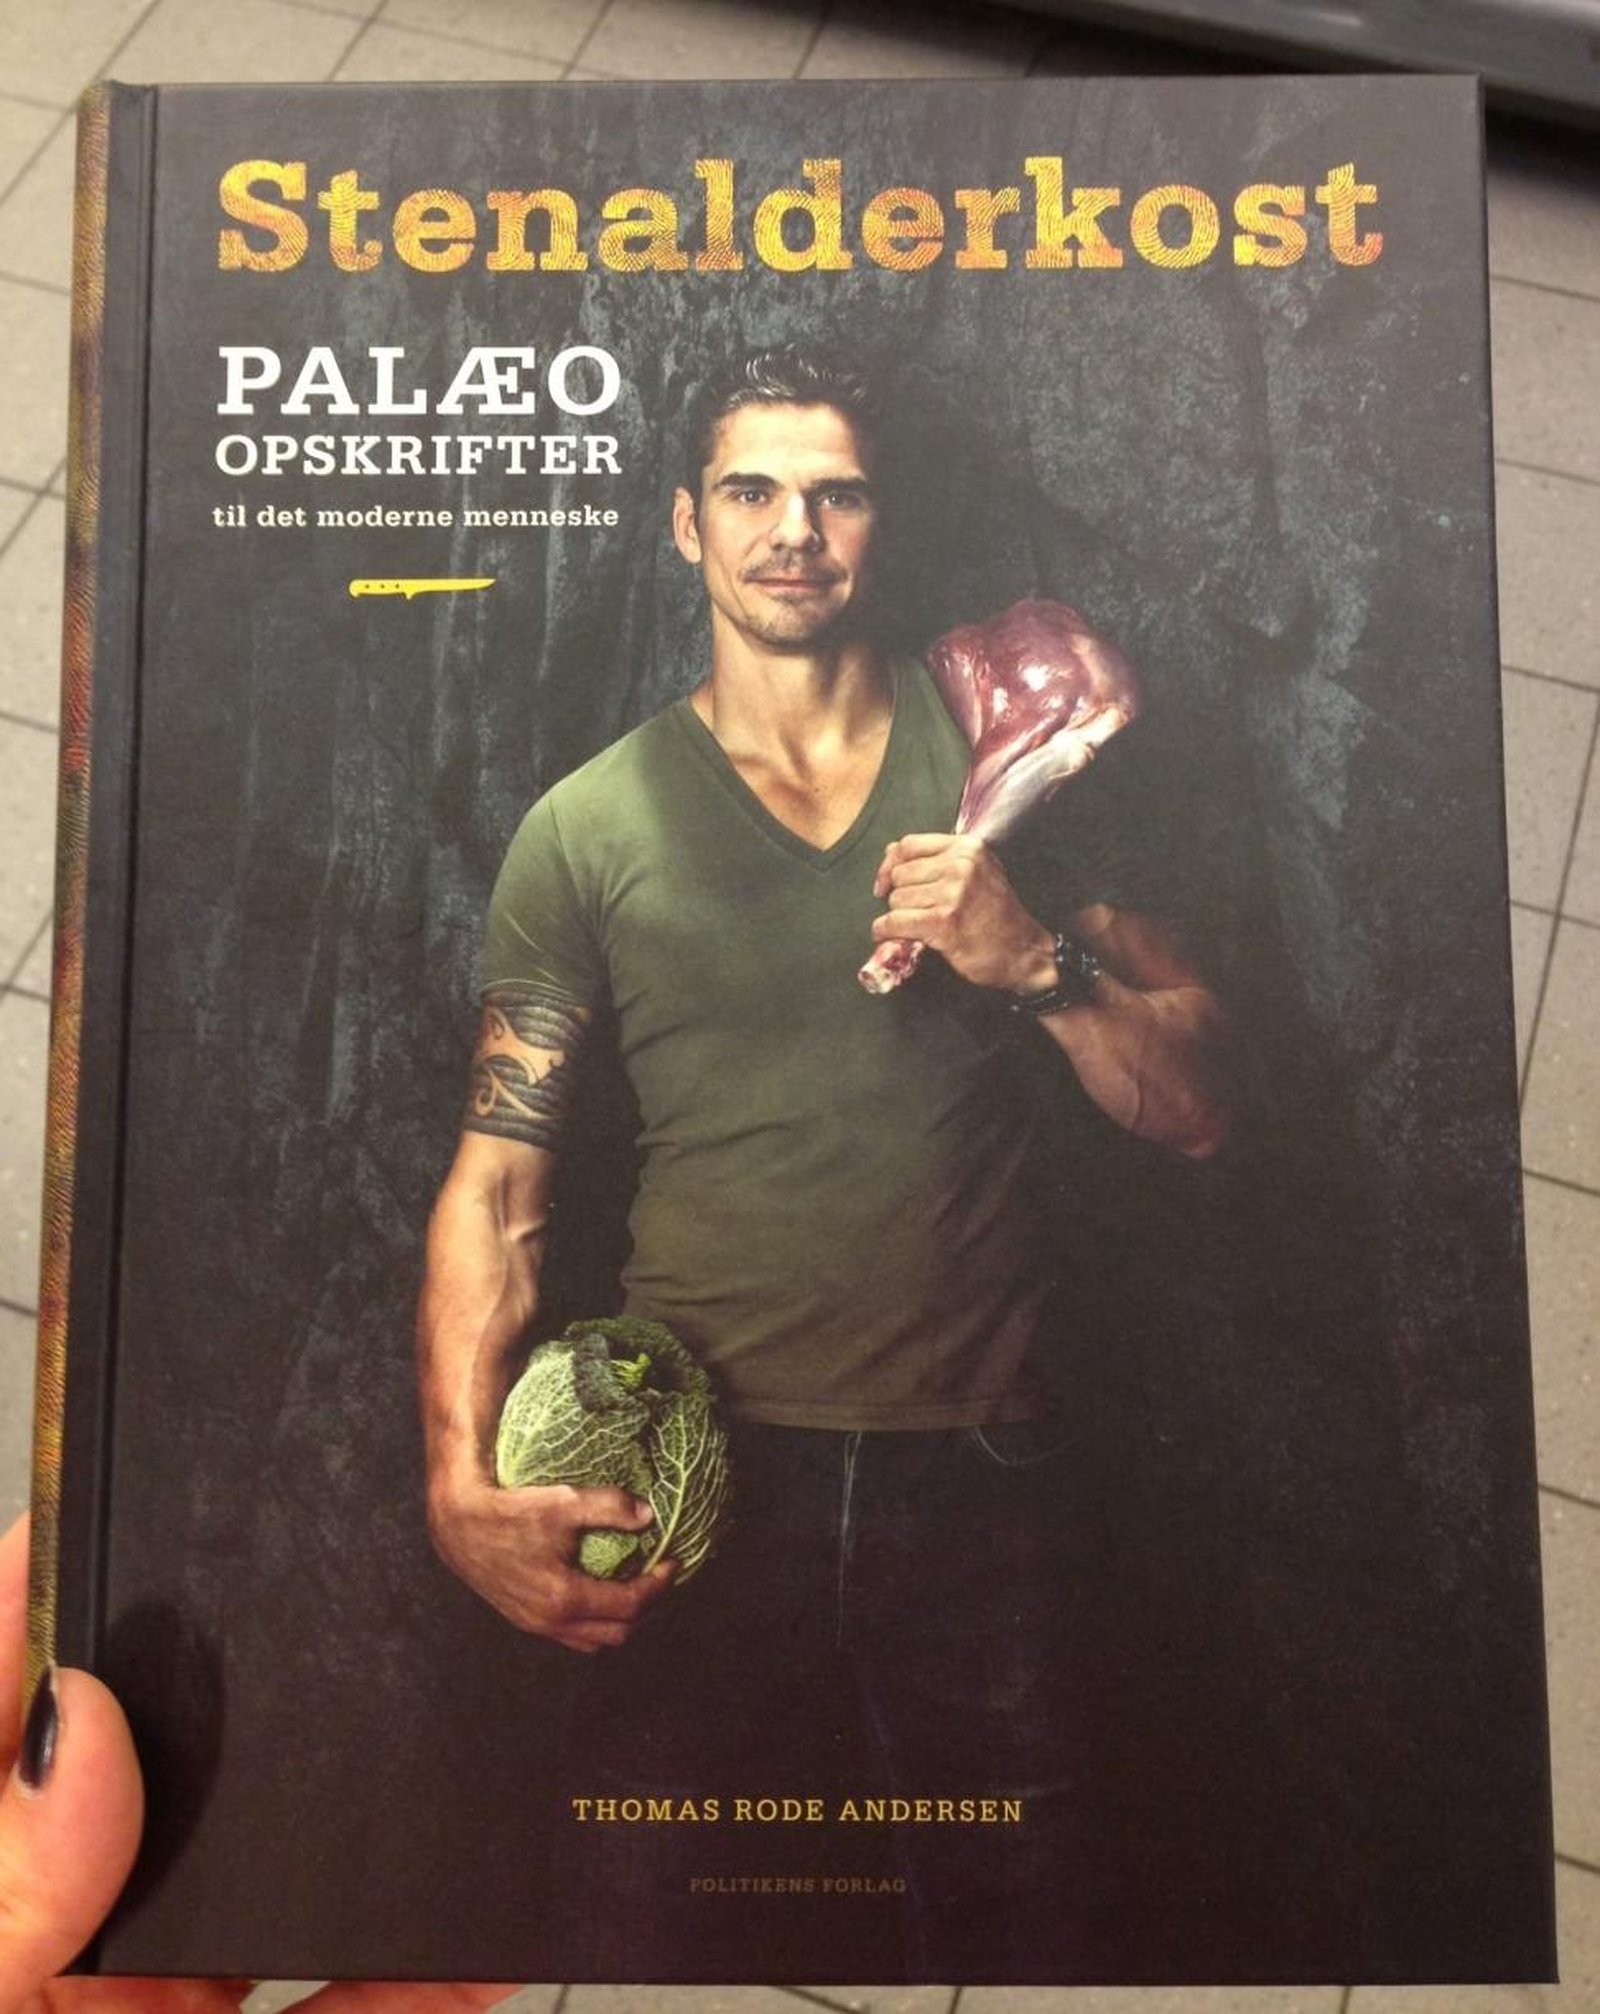 Stenalderkost
PALÆO
OPSKRIFTER
til det moderne menneske
THOMAS RODE ANDERSEN
POLITIKENS FORLAG